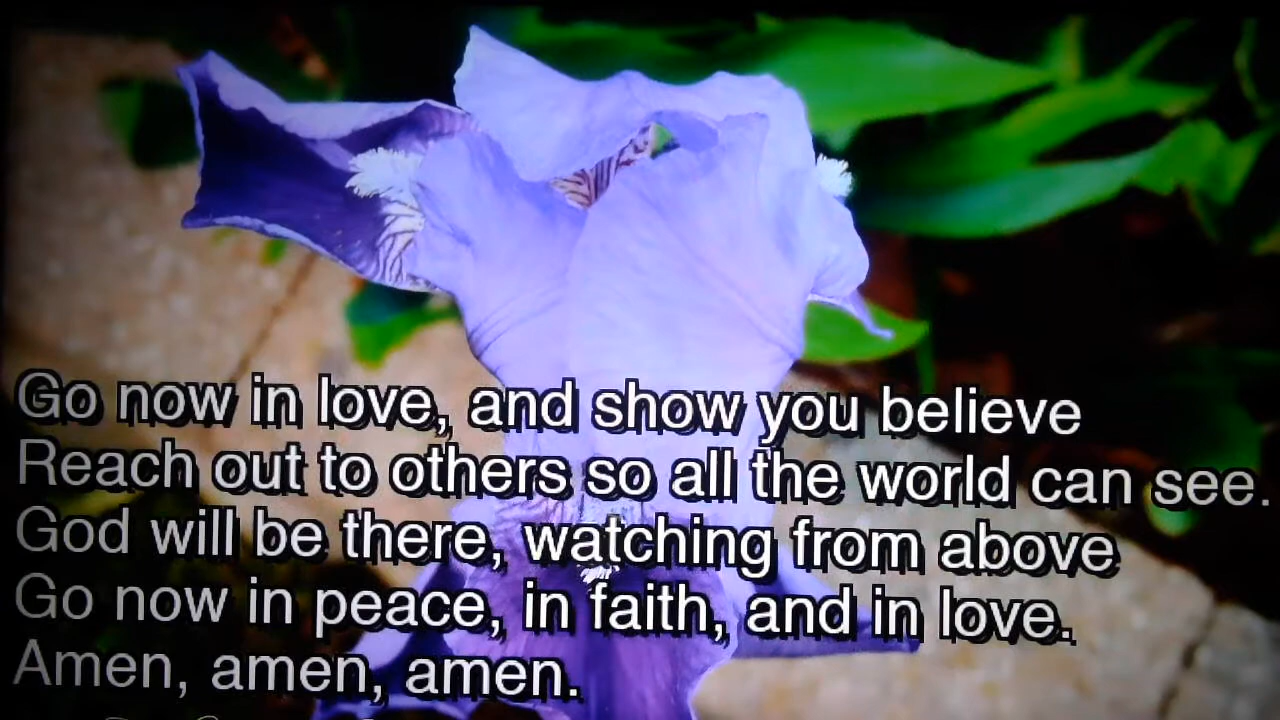 Go now in love, and show you believe
Reach out to others so all the world can see.
God will be there, watching from above
Go now in peace, in faith, and in love.
Amen, amen, amen.